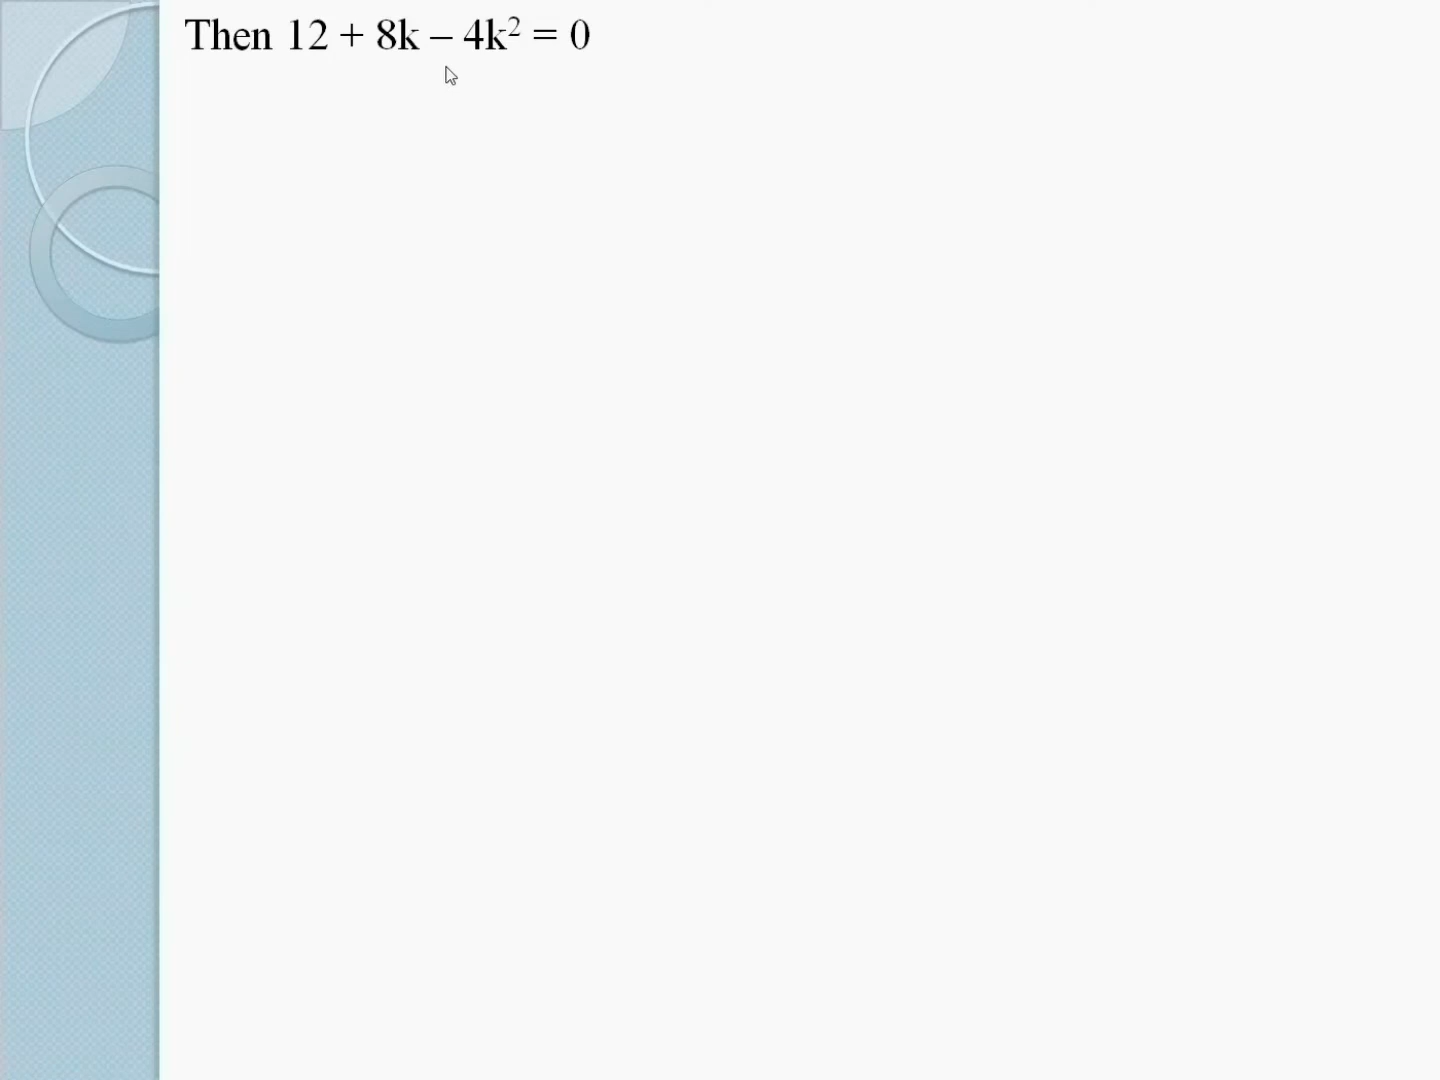 Then 12 + 8k – 4k² = 0